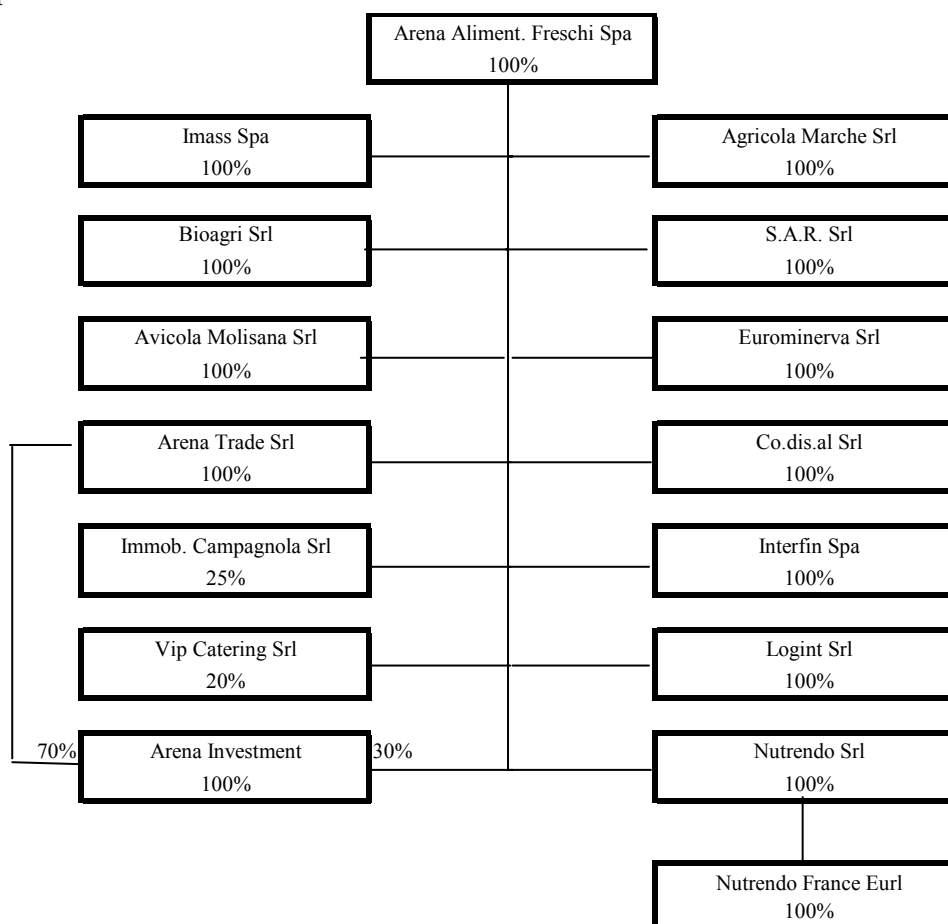 Arena Aliment. Freschi Spa
100%
Imass Spa
100%
Agricola Marche Srl
100%
Bioagri Srl
100%
S.A.R. Srl
100%
Avicola Molisana Srl
100%
Eurominerva Srl
100%
Arena Trade Srl
100%
Co.dis.al Srl
100%
Immob. Campagnola Srl
25%
Interfin Spa
100%
Vip Catering Srl
20%
Logint Srl
100%
70%
Arena Investment
100%
30%
Nutrendo Srl
100%
Nutrendo France Eurl
100%